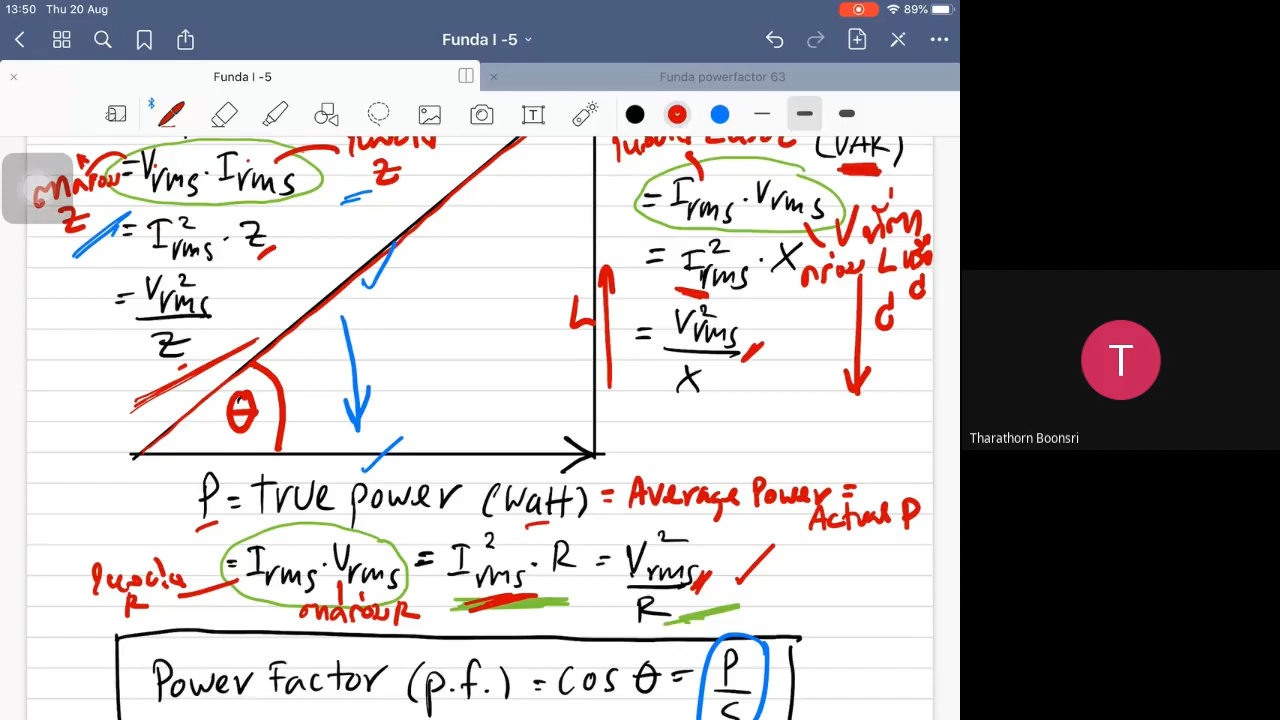 13:50 Thu 20 Aug
89%
Funda I -5
Funda I -5
Funda powerfactor 63
T
= Vrms · Irms
Z
Z
= I²rms · Z
= V²rms / Z
θ
(VAR)
= Irms · Vrms
= I²rms · X
= V²rms / X
L
P = True power (Watt) = Average Power =
Actual P
= Irms · Vrms = I²rms · R = V²rms / R
R
Power Factor (p.f.) = cos θ = P / S
T
Tharathorn Boonsri